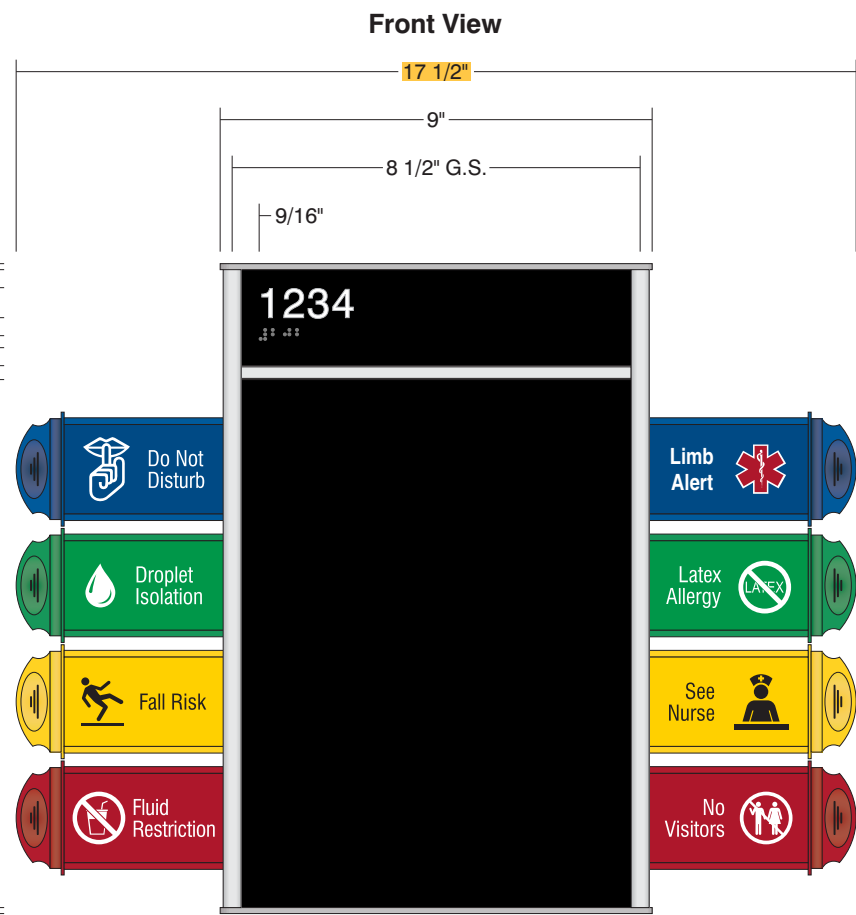 Front View
17 1/2"
9"
8 1/2" G.S.
9/16"
1234
Do Not
Disturb
Limb
Alert
Droplet
Isolation
Latex
Allergy
LATEX
Fall Risk
See
Nurse
Fluid
Restriction
No
Visitors